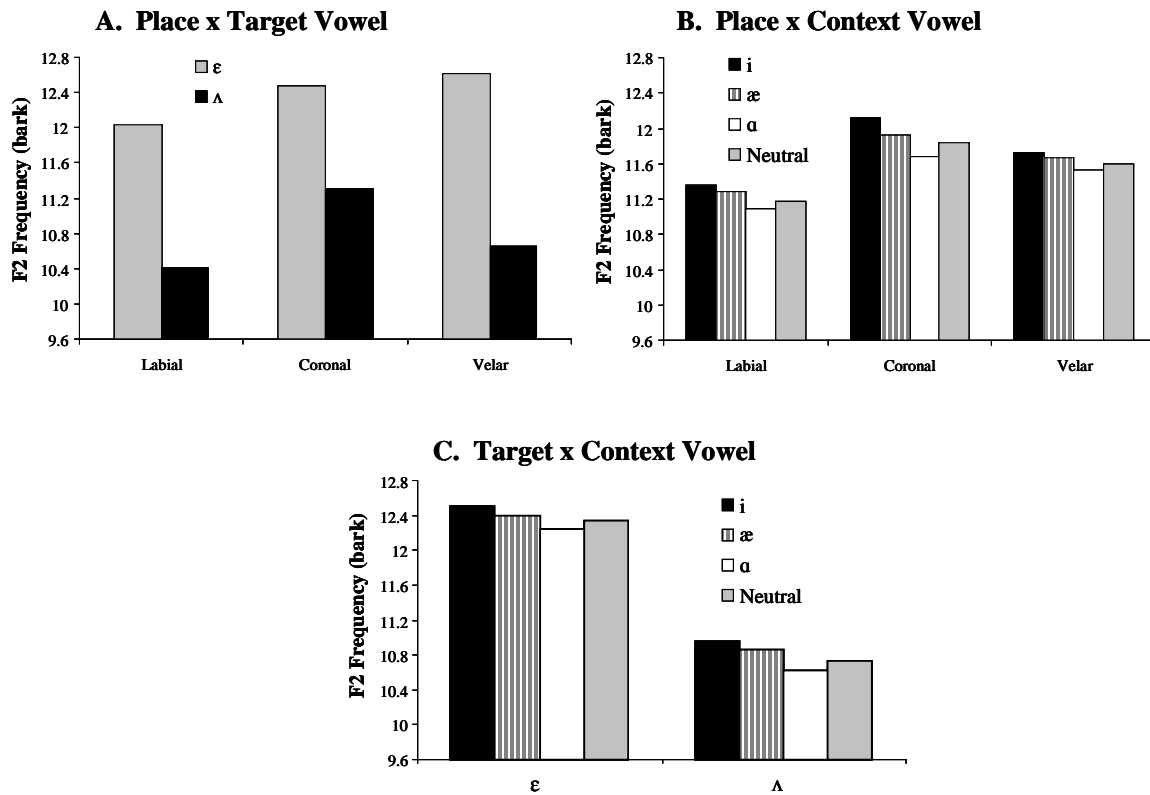 A. Place x Target Vowel
F2 Frequency (bark)
12.8
12.4
12
11.6
11.2
10.8
10.4
10
9.6
ε
Λ
Labial
Coronal
Velar
B. Place x Context Vowel
F2 Frequency (bark)
12.8
12.4
12
11.6
11.2
10.8
10.4
10
9.6
i
æ
ɑ
Neutral
Labial
Coronal
Velar
C. Target x Context Vowel
F2 Frequency (bark)
12.8
12.4
12
11.6
11.2
10.8
10.4
10
9.6
i
æ
ɑ
Neutral
ε
Λ